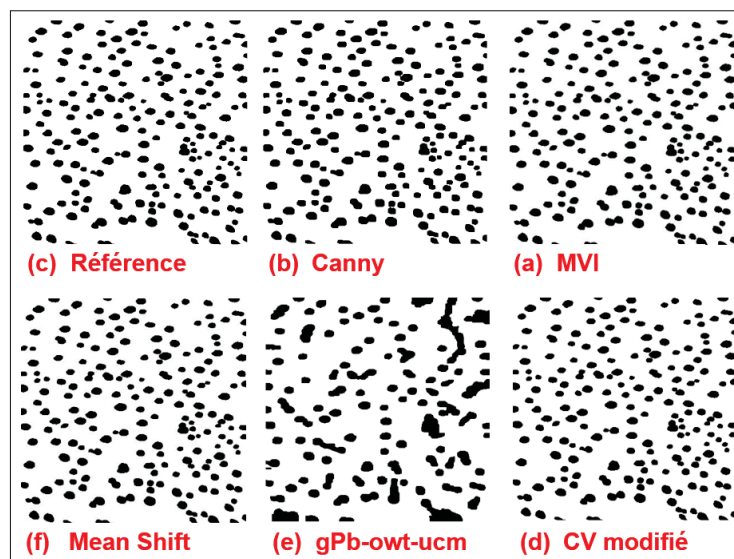 (c) Référence
(b) Canny
(a) MVI
(f) Mean Shift
(e) gPb-owt-ucm
(d) CV modifié